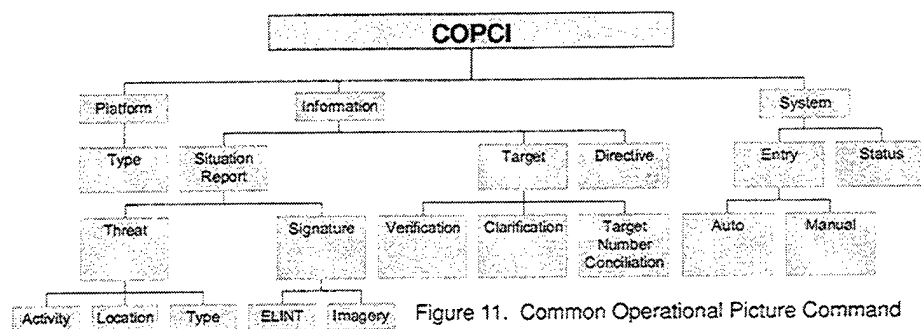 COPCI
Platform
Information
System
Type
Situation
Report
Target
Directive
Entry
Status
Threat
Signature
Verification
Clarification
Target
Number
Conciliation
Auto
Manual
Activity
Location
Type
ELINT
Imagery
Figure 11. Common Operational Picture Command